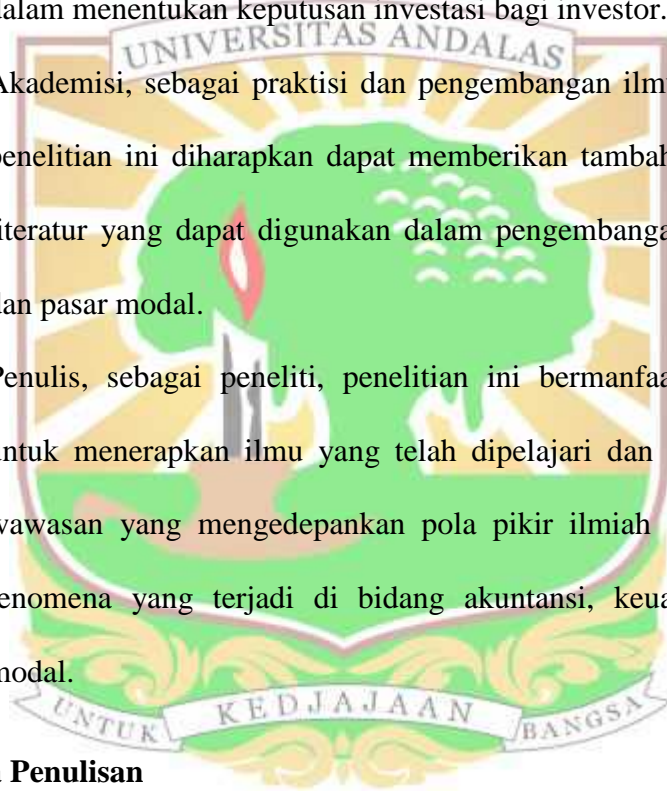 dalam menentukan keputusan investasi bagi investor.
UNIVERSITAS ANDALAS
Akademisi, sebagai praktisi dan pengembangan ilmu
penelitian ini diharapkan dapat memberikan tambah
literatur yang dapat digunakan dalam pengembanga
dan pasar modal.
Penulis, sebagai peneliti, penelitian ini bermanfaa
untuk menerapkan ilmu yang telah dipelajari dan
wawasan yang mengedepankan pola pikir ilmiah
fenomena yang terjadi di bidang akuntansi, keua
modal.
UNTUK KEDJAJAAN BANGSA
Penulisan